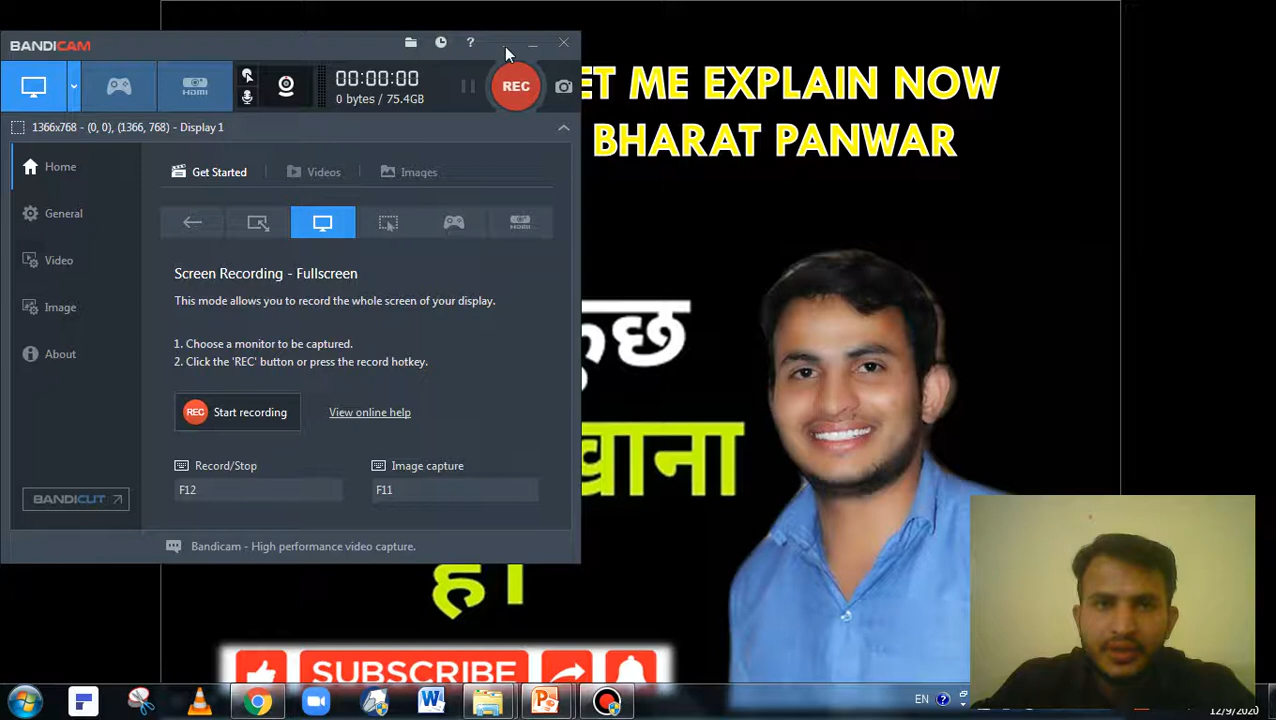 BANDICAM
?
ET ME EXPLAIN NOW
BHARAT PANWAR
HDMI
00:00:00
0 bytes / 75.4GB
REC
1366x768 - (0, 0), (1366, 768) - Display 1
Home
General
Video
Image
About
BANDICUT
Get Started
Videos
Images
HDMI
Screen Recording - Fullscreen
This mode allows you to record the whole screen of your display.
1. Choose a monitor to be captured.
2. Click the 'REC' button or press the record hotkey.
REC Start recording
View online help
Record/Stop
Image capture
F12
F11
Bandicam - High performance video capture.
कुछ
खाना
है।
SUBSCRIBE
EN
12/9/2020